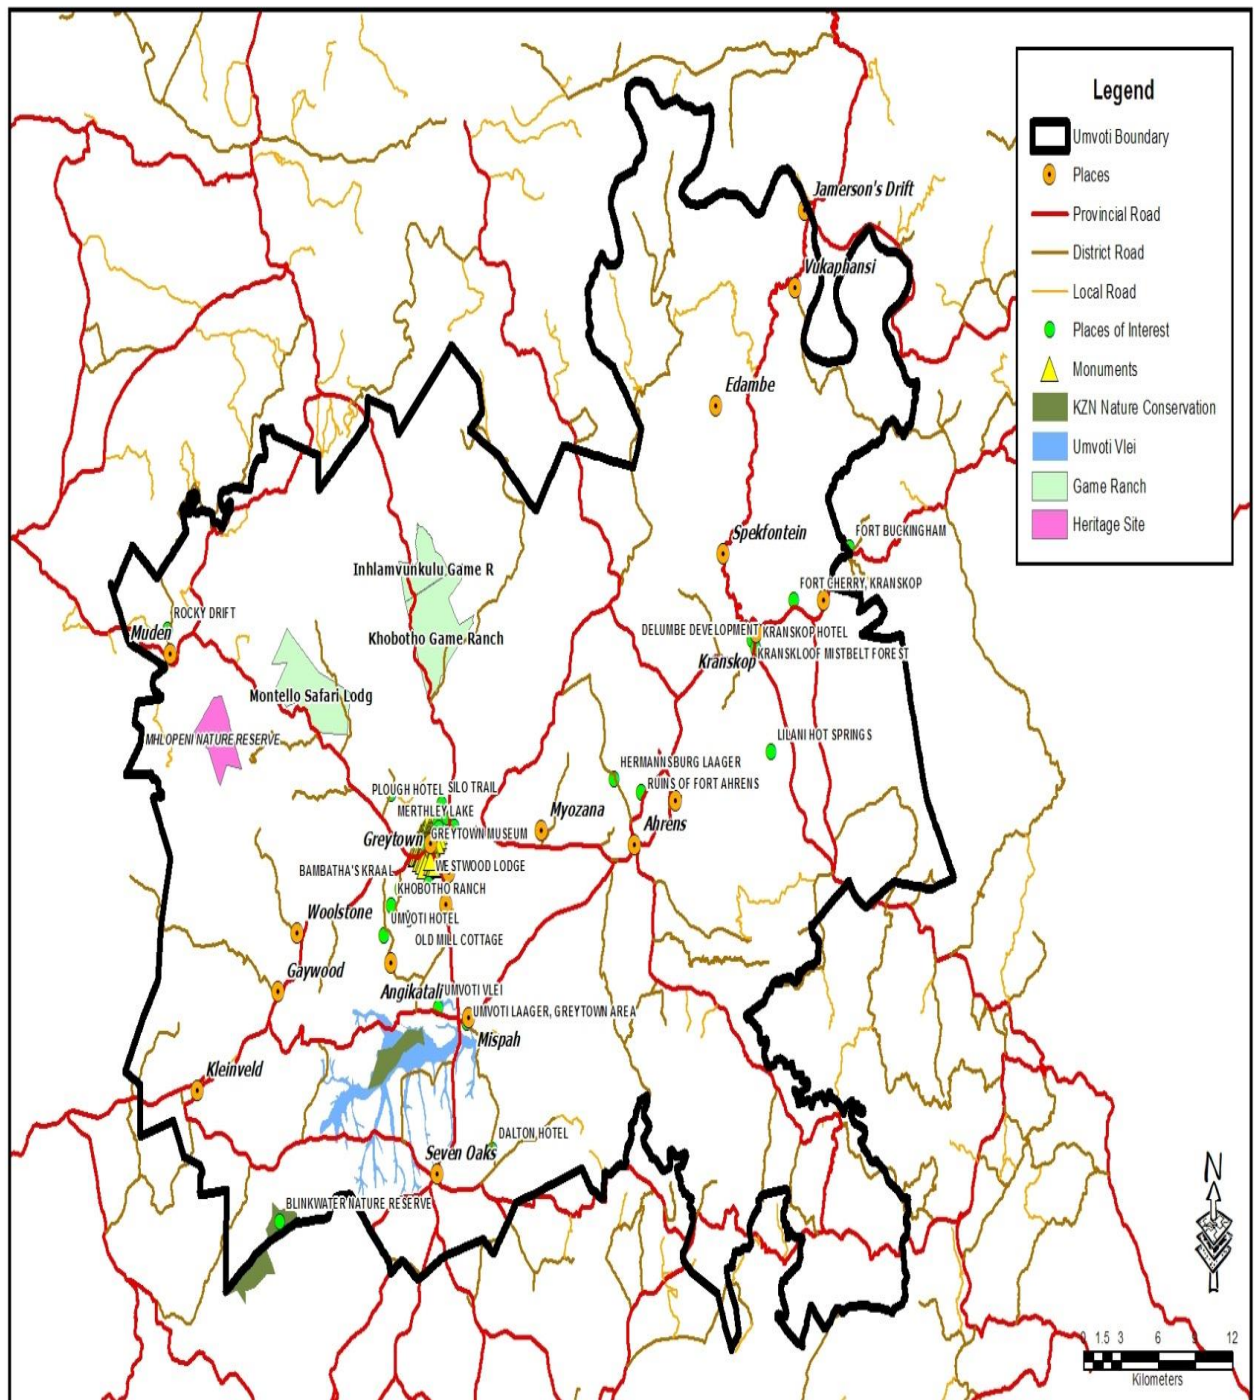 Legend
Umvoti Boundary
Places
Provincial Road
District Road
Local Road
Places of Interest
Monuments
KZN Nature Conservation
Umvoti Vlei
Game Ranch
Heritage Site
Jamerson's Drift
Vukaphansi
Edambe
Spekfontein
FORT BUCKINGHAM
Inhlamvunkulu Game R
FORT CHERRY, KRANSKOP
ROCKY DRIFT
Muden
Khobotho Game Ranch
DELUMBE DEVELOPMENT
KRANSKOP HOTEL
KRANSKLOOF MISTBELT FOREST
Kranskop
Montello Safari Lodg
MHLOPENI NATURE RESERVE
LILANI HOT SPRINGS
HERMANNSBURG LAAGER
RUINS OF FORT AHRENS
PLOUGH HOTEL
SILO TRAIL
MERTHLEY LAKE
Myozana
Ahrens
Greytown
GREYTOWN MUSEUM
WESTWOOD LODGE
BAMBATHA'S KRAAL
KHOBOTHO RANCH
Woolstone
UMVOTI HOTEL
OLD MILL COTTAGE
Gaywood
Angikatali
UMVOTI VLEI
UMVOTI LAAGER, GREYTOWN AREA
Mispah
Kleinveld
DALTON HOTEL
Seven Oaks
BLINKWATER NATURE RESERVE
N
0 1.5 3 6 9 12
Kilometers